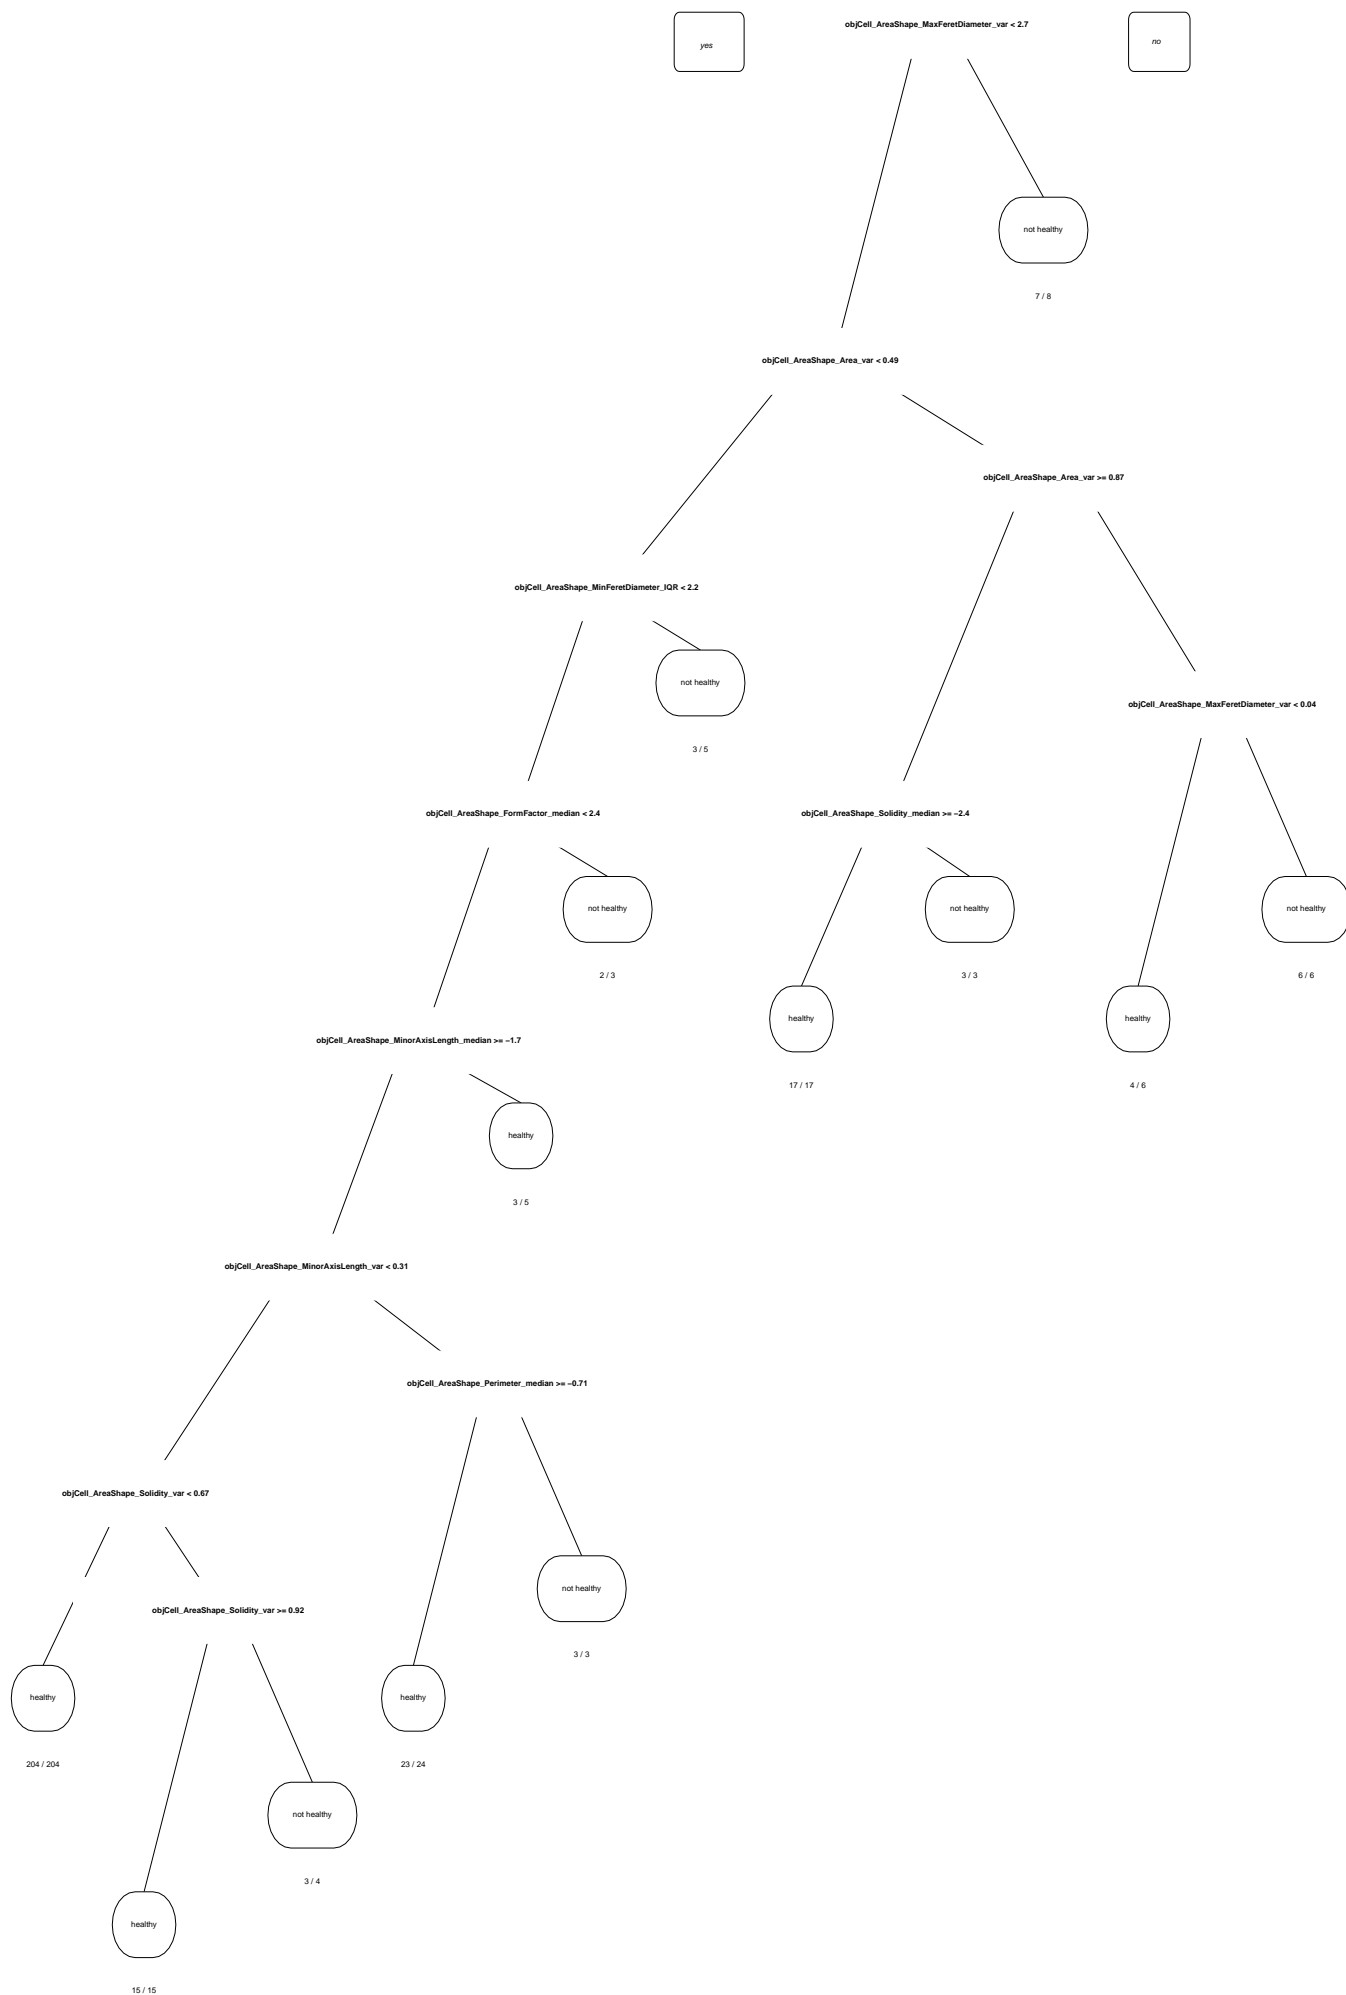 yes
objCell_AreaShape_MaxFeretDiameter_var < 2.7
no
not healthy
7 / 8
objCell_AreaShape_Area_var < 0.49
objCell_AreaShape_Area_var >= 0.87
objCell_AreaShape_MinFeretDiameter_IQR < 2.2
not healthy
3 / 5
objCell_AreaShape_MaxFeretDiameter_var < 0.04
objCell_AreaShape_FormFactor_median < 2.4
objCell_AreaShape_Solidity_median >= −2.4
not healthy
2 / 3
not healthy
3 / 3
not healthy
6 / 6
healthy
17 / 17
healthy
4 / 6
objCell_AreaShape_MinorAxisLength_median >= −1.7
healthy
3 / 5
objCell_AreaShape_MinorAxisLength_var < 0.31
objCell_AreaShape_Perimeter_median >= −0.71
objCell_AreaShape_Solidity_var < 0.67
not healthy
3 / 3
objCell_AreaShape_Solidity_var >= 0.92
healthy
204 / 204
healthy
23 / 24
not healthy
3 / 4
healthy
15 / 15